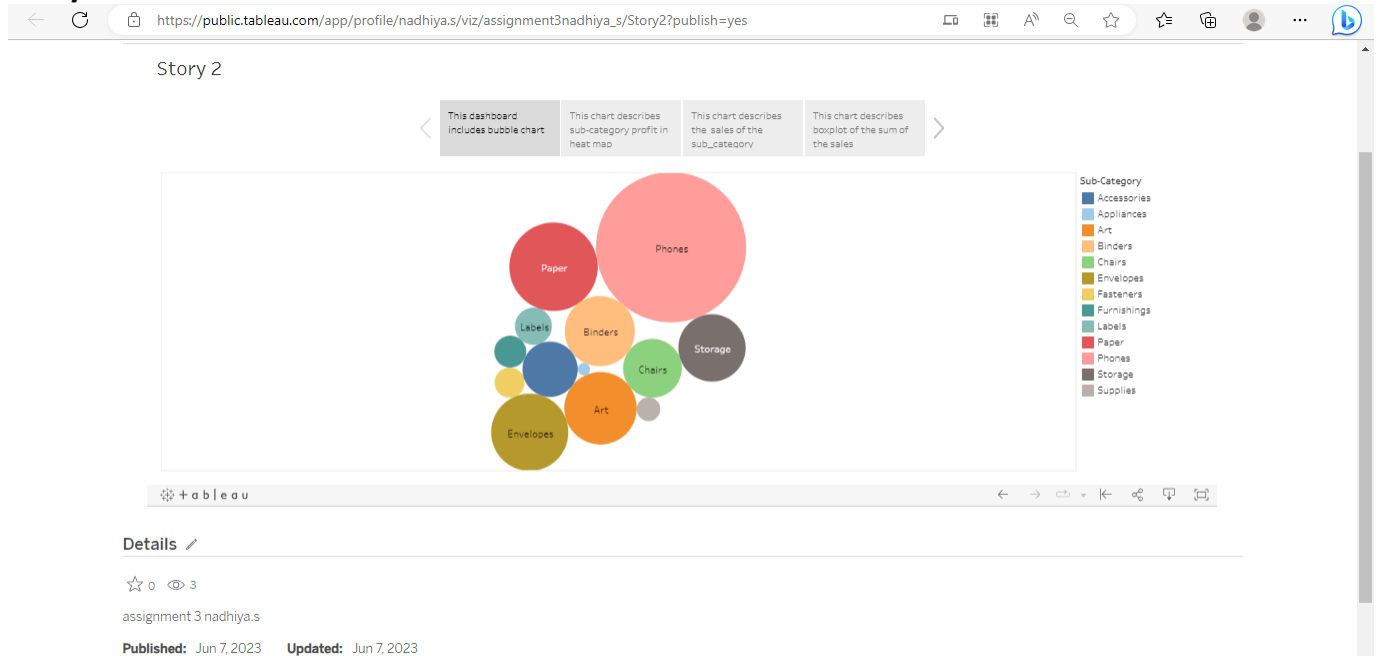 https://public.tableau.com/app/profile/nadhiya.s/viz/assignment3nadhiya_s/Story2?publish=yes
Story 2
This dashboard
includes bubble chart
This chart describes
sub-category profit in
heat map
This chart describes
the sales of the
sub_category
This chart describes
boxplot of the sum of
the sales
Phones
Paper
Labels
Binders
Storage
Chairs
Art
Envelopes
Sub-Category
Accessories
Appliances
Art
Binders
Chairs
Envelopes
Fasteners
Furnishings
Labels
Paper
Phones
Storage
Supplies
+ a b l e a u
Details
0 3
assignment 3 nadhiya.s
Published: Jun 7, 2023 Updated: Jun 7, 2023